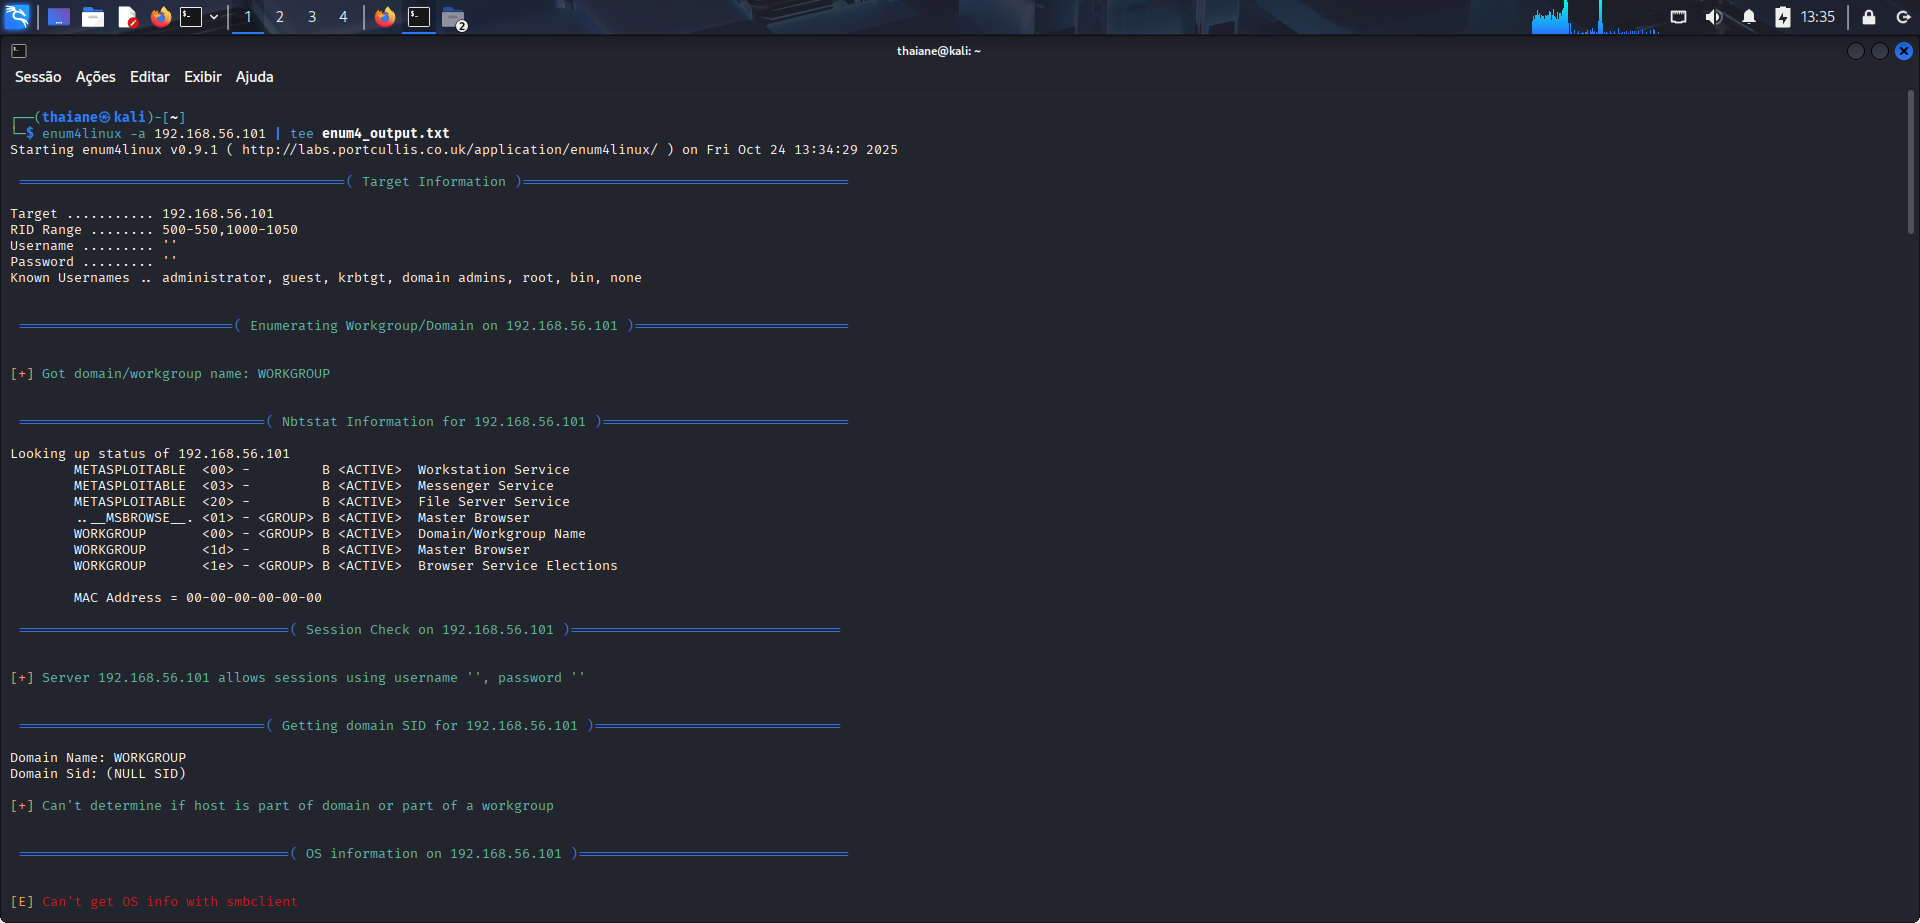 1 2 3 4 2 13:35
thaiane@kali: ~
Sessão Ações Editar Exibir Ajuda
┌──(thaiane㉿kali)-[~]
└─$ enum4linux -a 192.168.56.101 | tee enum4_output.txt
Starting enum4linux v0.9.1 ( http://labs.portcullis.co.uk/application/enum4linux/ ) on Fri Oct 24 13:34:29 2025
( Target Information )
Target ........... 192.168.56.101
RID Range ........ 500-550,1000-1050
Username ......... ''
Password ......... ''
Known Usernames .. administrator, guest, krbtgt, domain admins, root, bin, none
( Enumerating Workgroup/Domain on 192.168.56.101 )
[+] Got domain/workgroup name: WORKGROUP
( Nbtstat Information for 192.168.56.101 )
Looking up status of 192.168.56.101
METASPLOITABLE <00> - B <ACTIVE> Workstation Service
METASPLOITABLE <03> - B <ACTIVE> Messenger Service
METASPLOITABLE <20> - B <ACTIVE> File Server Service
..__MSBROWSE__. <01> - <GROUP> B <ACTIVE> Master Browser
WORKGROUP <00> - <GROUP> B <ACTIVE> Domain/Workgroup Name
WORKGROUP <1d> - B <ACTIVE> Master Browser
WORKGROUP <1e> - <GROUP> B <ACTIVE> Browser Service Elections
MAC Address = 00-00-00-00-00-00
( Session Check on 192.168.56.101 )
[+] Server 192.168.56.101 allows sessions using username '', password ''
( Getting domain SID for 192.168.56.101 )
Domain Name: WORKGROUP
Domain Sid: (NULL SID)
[+] Can't determine if host is part of domain or part of a workgroup
( OS information on 192.168.56.101 )
[E] Can't get OS info with smbclient